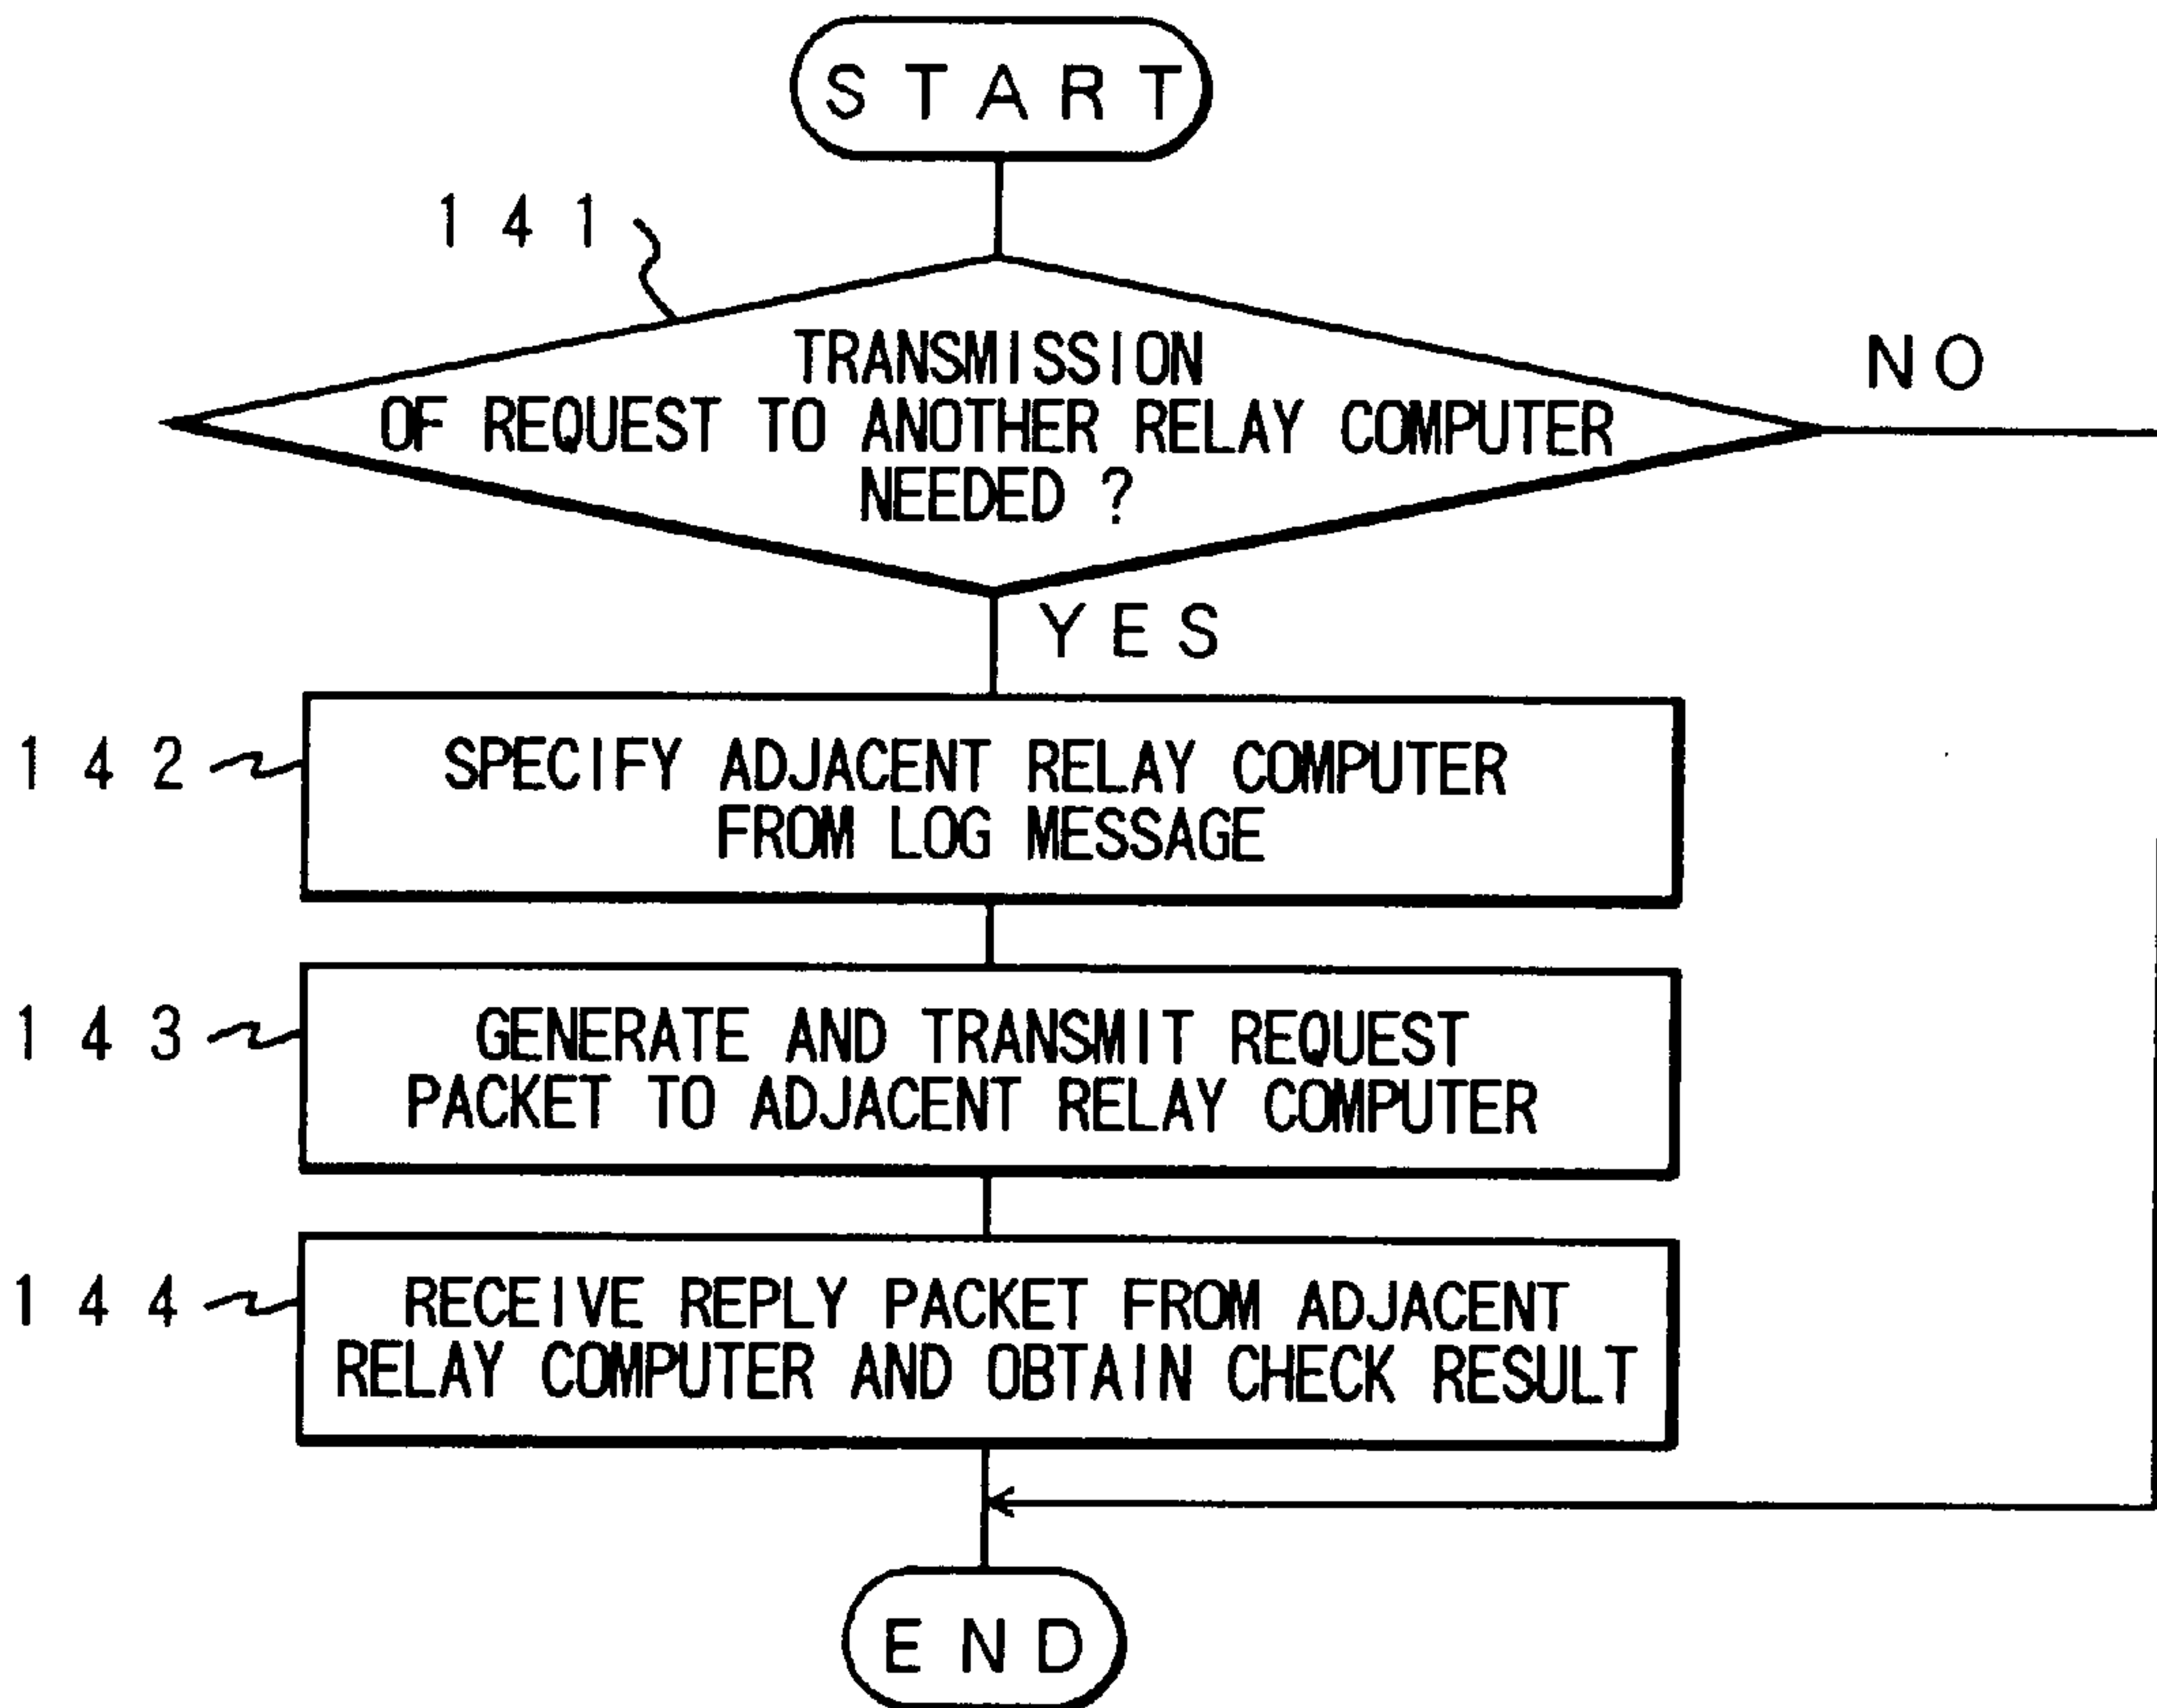 START
141
TRANSMISSION
OF REQUEST TO ANOTHER RELAY COMPUTER
NEEDED ?
NO
YES
142
SPECIFY ADJACENT RELAY COMPUTER
FROM LOG MESSAGE
143
GENERATE AND TRANSMIT REQUEST
PACKET TO ADJACENT RELAY COMPUTER
144
RECEIVE REPLY PACKET FROM ADJACENT
RELAY COMPUTER AND OBTAIN CHECK RESULT
END